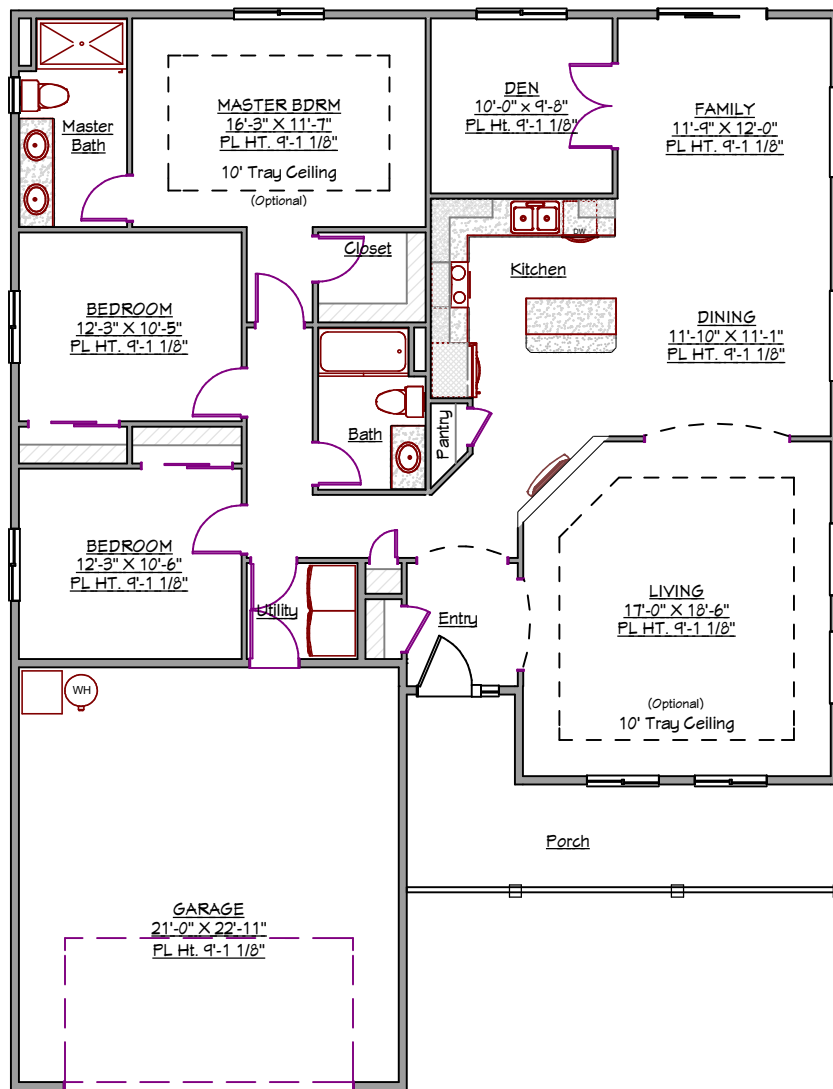 MASTER BDRM
16'-3" X 11'-7"
PL HT. 9'-1 1/8"
10' Tray Ceiling
(Optional)
Master
Bath
DEN
10'-0" x 9'-8"
PL HT. 9'-1 1/8"
FAMILY
11'-9" X 12'-0"
PL HT. 9'-1 1/8"
DW
Closet
Kitchen
BEDROOM
12'-3" X 10'-5"
PL HT. 9'-1 1/8"
DINING
11'-10" X 11'-1"
PL HT. 9'-1 1/8"
Bath
Pantry
BEDROOM
12'-3" X 10'-6"
PL HT. 9'-1 1/8"
Utility
Entry
LIVING
17'-0" X 18'-6"
PL HT. 9'-1 1/8"
(Optional)
10' Tray Ceiling
WH
Porch
GARAGE
21'-0" X 22'-11"
PL Ht. 9'-1 1/8"